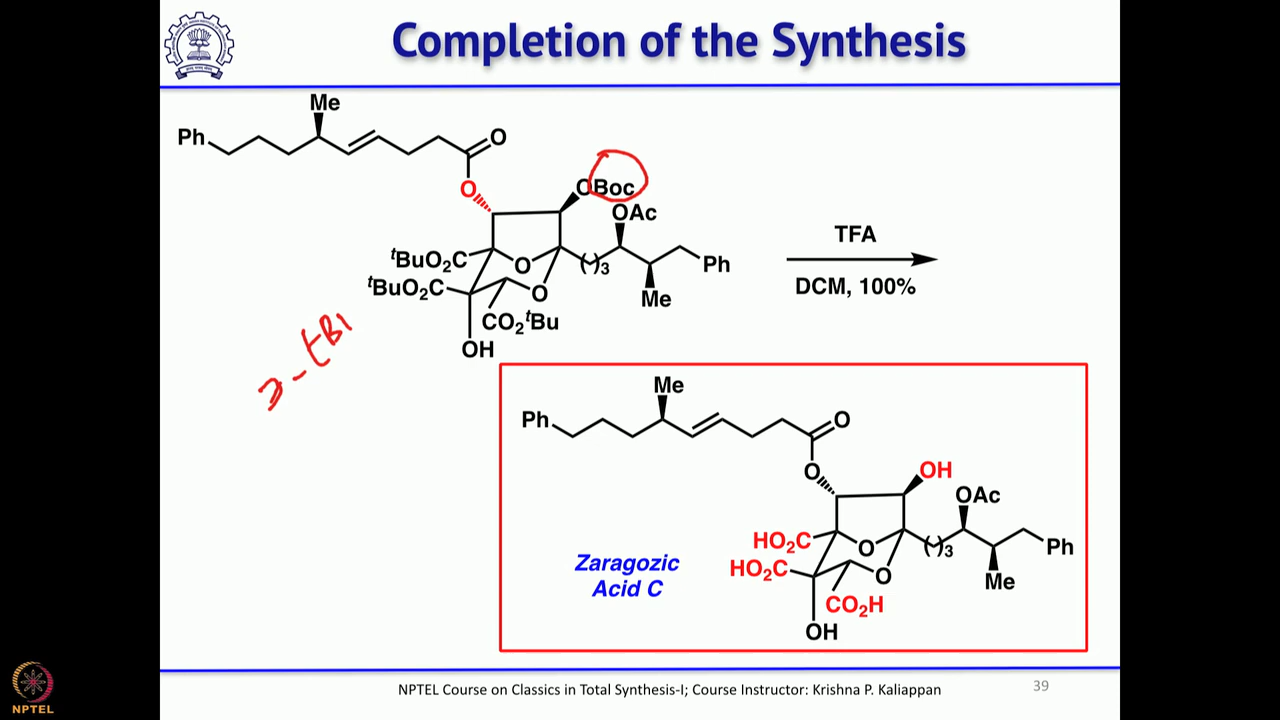 Completion of the Synthesis
Me
Ph
O
O
OBoc
OAc
ᵗBuO₂C
O
( )₃
Ph
ᵗBuO₂C
O
Me
CO₂ᵗBu
OH
TFA
DCM, 100%
Me
Ph
O
O
OH
OAc
HO₂C
O
( )₃
Ph
HO₂C
O
Me
CO₂H
OH
Zaragozic
Acid C
NPTEL
NPTEL Course on Classics in Total Synthesis-I; Course Instructor: Krishna P. Kaliappan
39